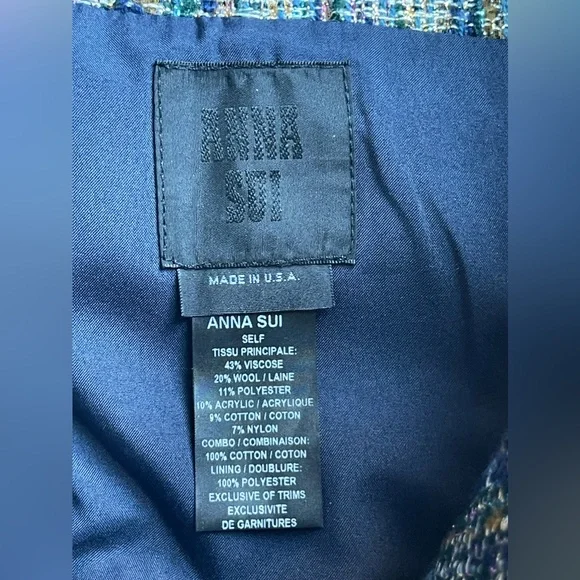 ANNA
SUI
MADE IN U.S.A.
ANNA SUI
SELF
TISSU PRINCIPALE:
43% VISCOSE
20% WOOL / LAINE
11% POLYESTER
10% ACRYLIC / ACRYLIQUE
9% COTTON / COTON
7% NYLON
COMBO / COMBINAISON:
100% COTTON / COTON
LINING / DOUBLURE:
100% POLYESTER
EXCLUSIVE OF TRIMS
EXCLUSIVITE
DE GARNITURES